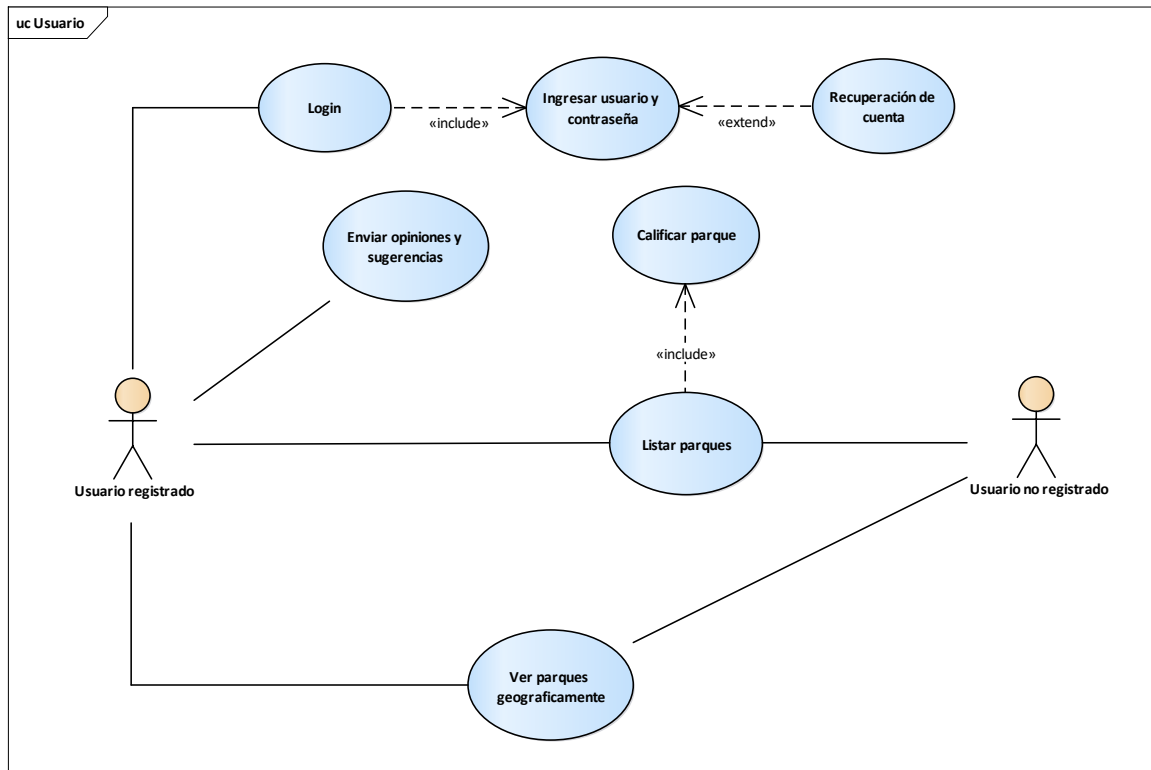 uc Usuario
Login
«include»
Ingresar usuario y
contraseña
«extend»
Recuperación de
cuenta
Enviar opiniones y
sugerencias
Calificar parque
«include»
Listar parques
Usuario registrado
Usuario no registrado
Ver parques
geograficamente